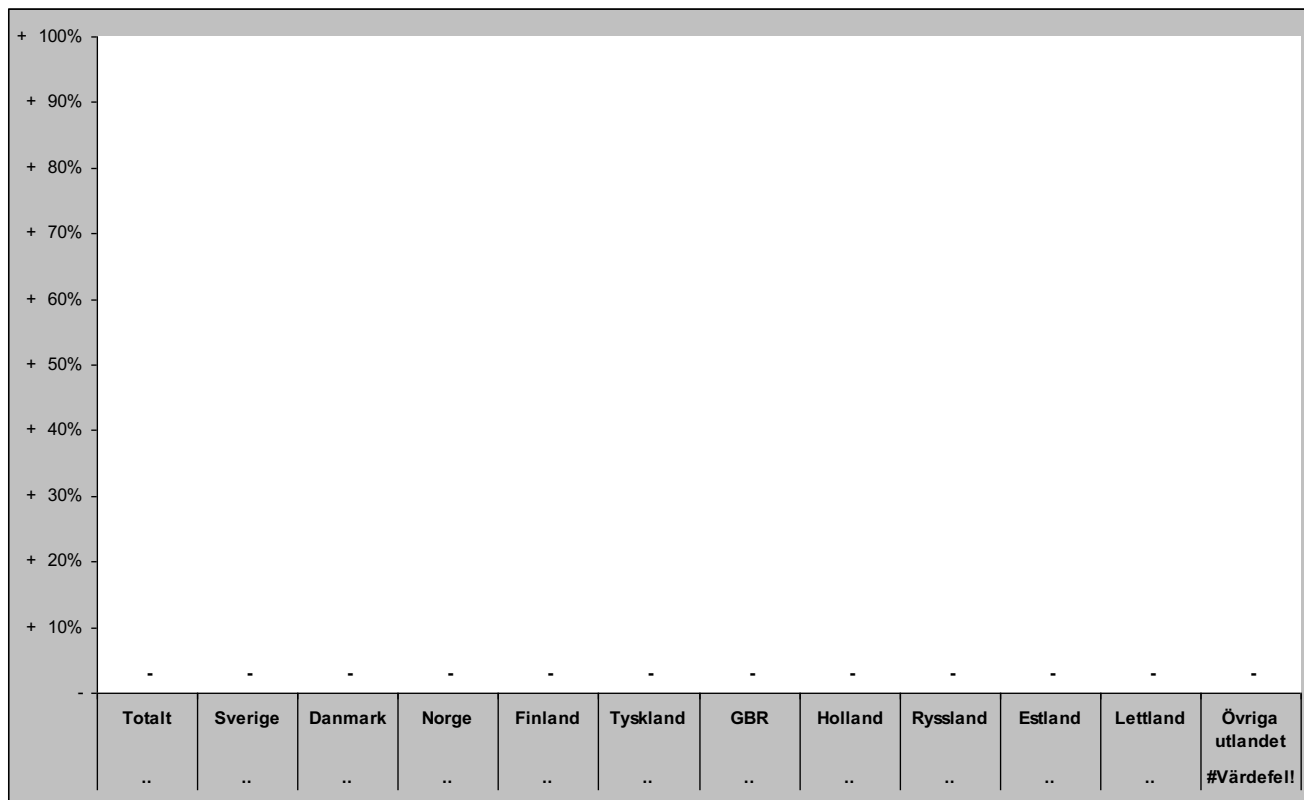 + 100%
+ 90%
+ 80%
+ 70%
+ 60%
+ 50%
+ 40%
+ 30%
+ 20%
+ 10%
- - - - - - - - - - - -
-
Totalt Sverige Danmark Norge Finland Tyskland GBR Holland Ryssland Estland Lettland Övriga
utlandet
.. .. .. .. .. .. .. .. .. .. .. #Värdefel!